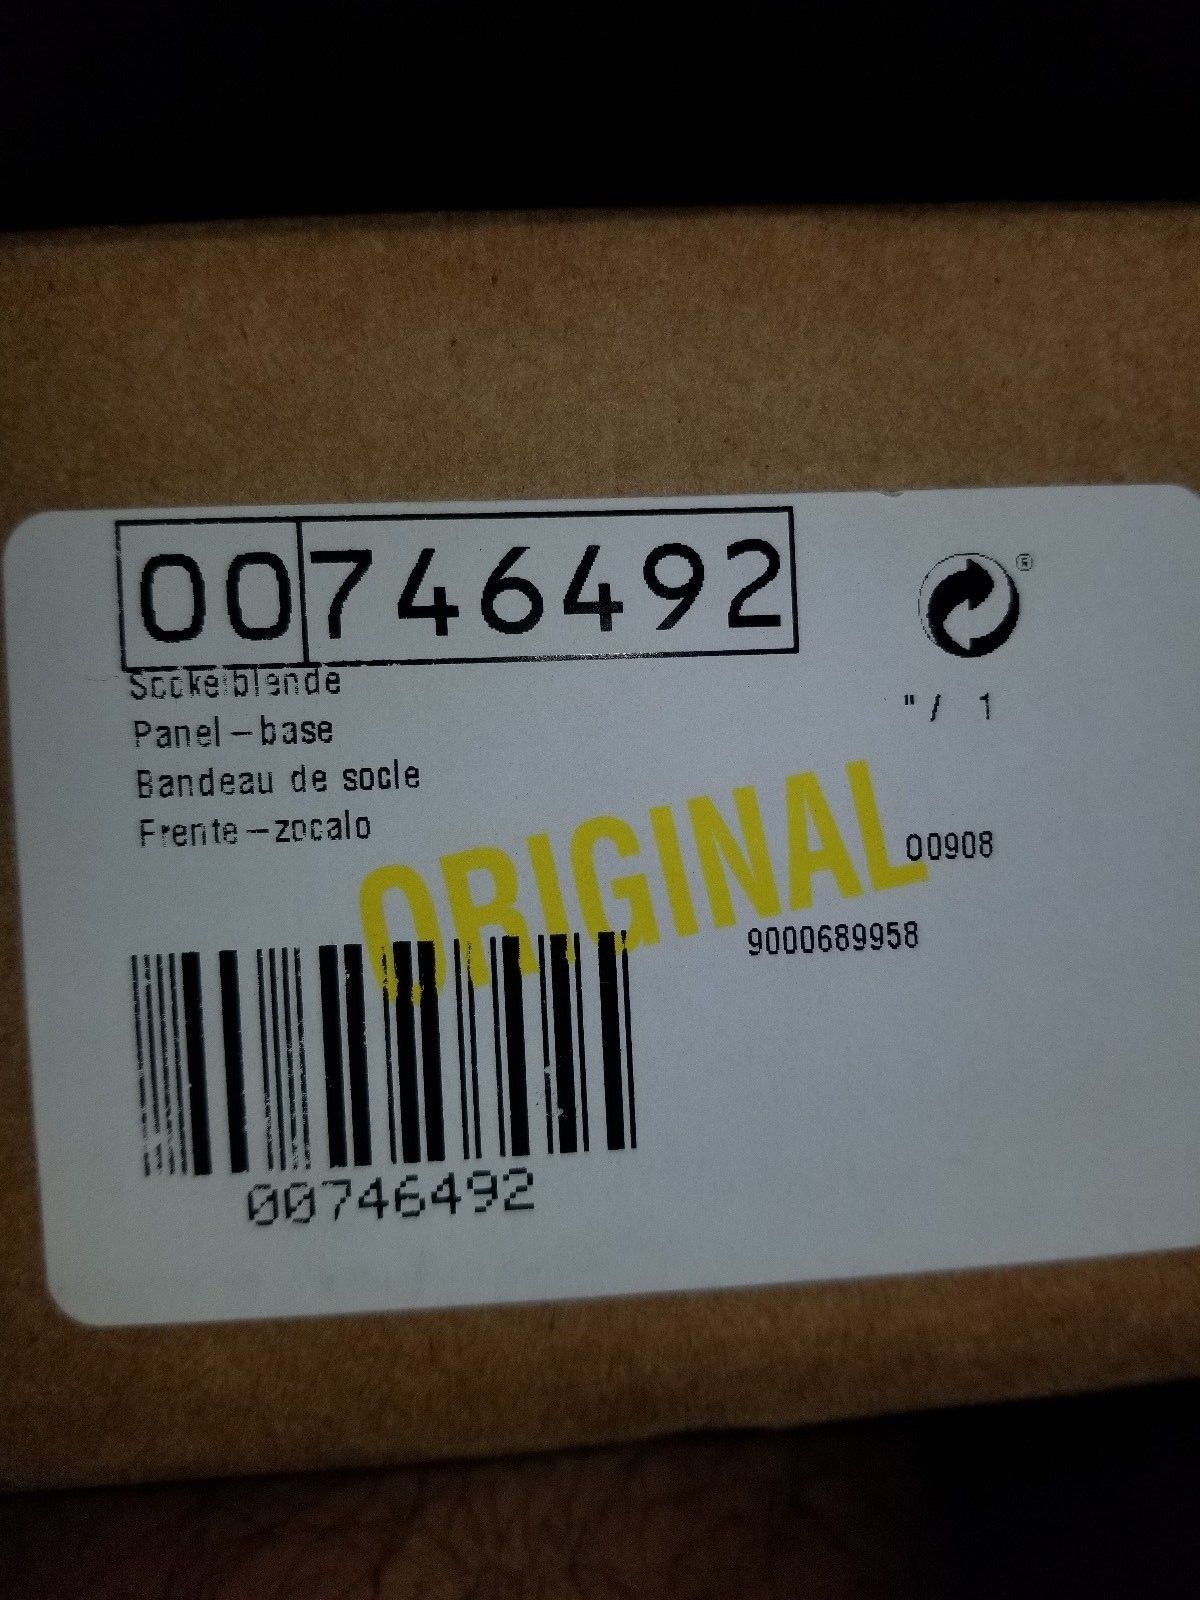 00746492
Sockelblende
Panel-base
Bandeau de socle
Frente-zocalo
" / 1
ORIGINAL
00908
9000689958
00746492